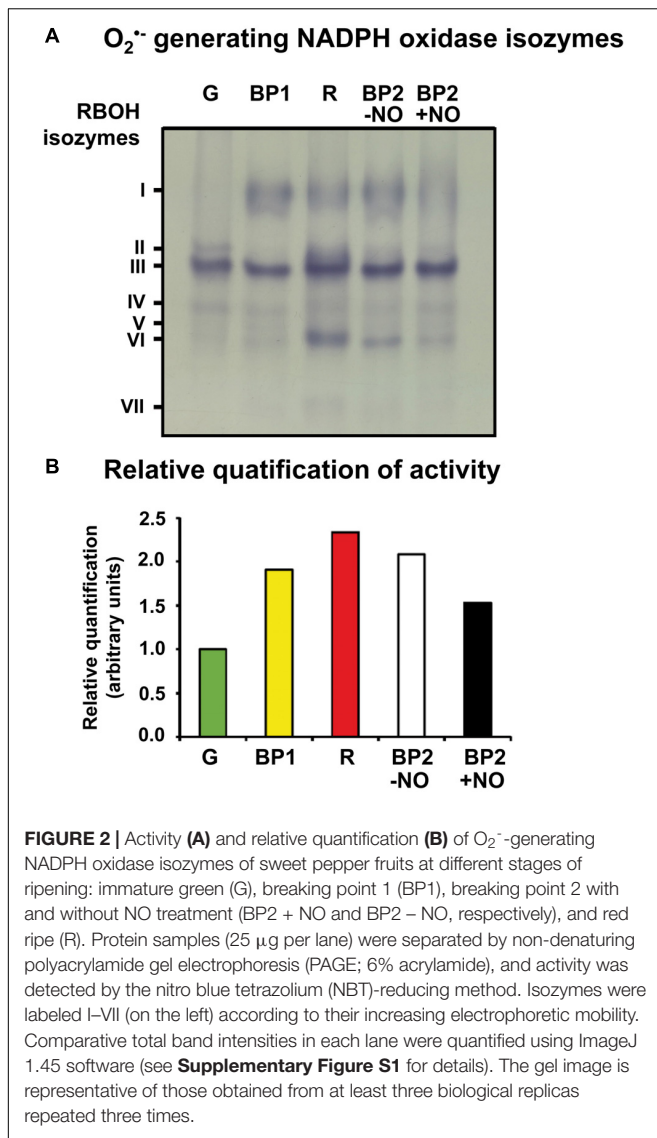 A O₂•- generating NADPH oxidase isozymes
G BP1 R BP2 BP2
-NO +NO
RBOH
isozymes
I
II
III
IV
V
VI
VII
B Relative quatification of activity
Relative quantification
(arbitrary units)
2.5
2.0
1.5
1.0
0.5
0.0
G BP1 R BP2 BP2
-NO +NO
FIGURE 2 | Activity (A) and relative quantification (B) of O₂⁻-generating
NADPH oxidase isozymes of sweet pepper fruits at different stages of
ripening: immature green (G), breaking point 1 (BP1), breaking point 2 with
and without NO treatment (BP2 + NO and BP2 – NO, respectively), and red
ripe (R). Protein samples (25 μg per lane) were separated by non-denaturing
polyacrylamide gel electrophoresis (PAGE; 6% acrylamide), and activity was
detected by the nitro blue tetrazolium (NBT)-reducing method. Isozymes were
labeled I–VII (on the left) according to their increasing electrophoretic mobility.
Comparative total band intensities in each lane were quantified using ImageJ
1.45 software (see Supplementary Figure S1 for details). The gel image is
representative of those obtained from at least three biological replicas
repeated three times.